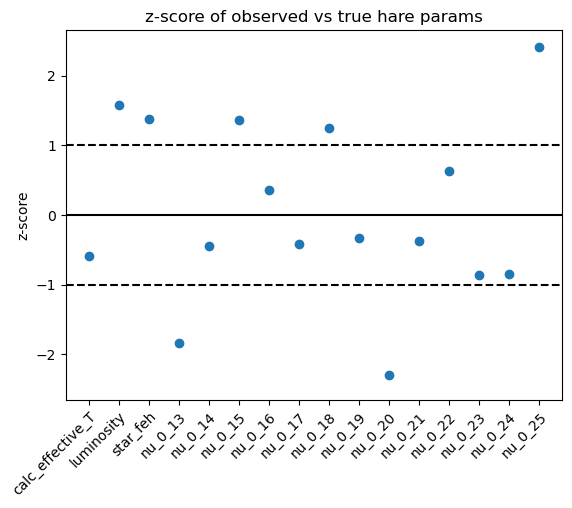 z-score of observed vs true hare params
z-score
2
1
0
−1
−2
calc_effective_T
luminosity
star_feh
nu_0_13
nu_0_14
nu_0_15
nu_0_16
nu_0_17
nu_0_18
nu_0_19
nu_0_20
nu_0_21
nu_0_22
nu_0_23
nu_0_24
nu_0_25